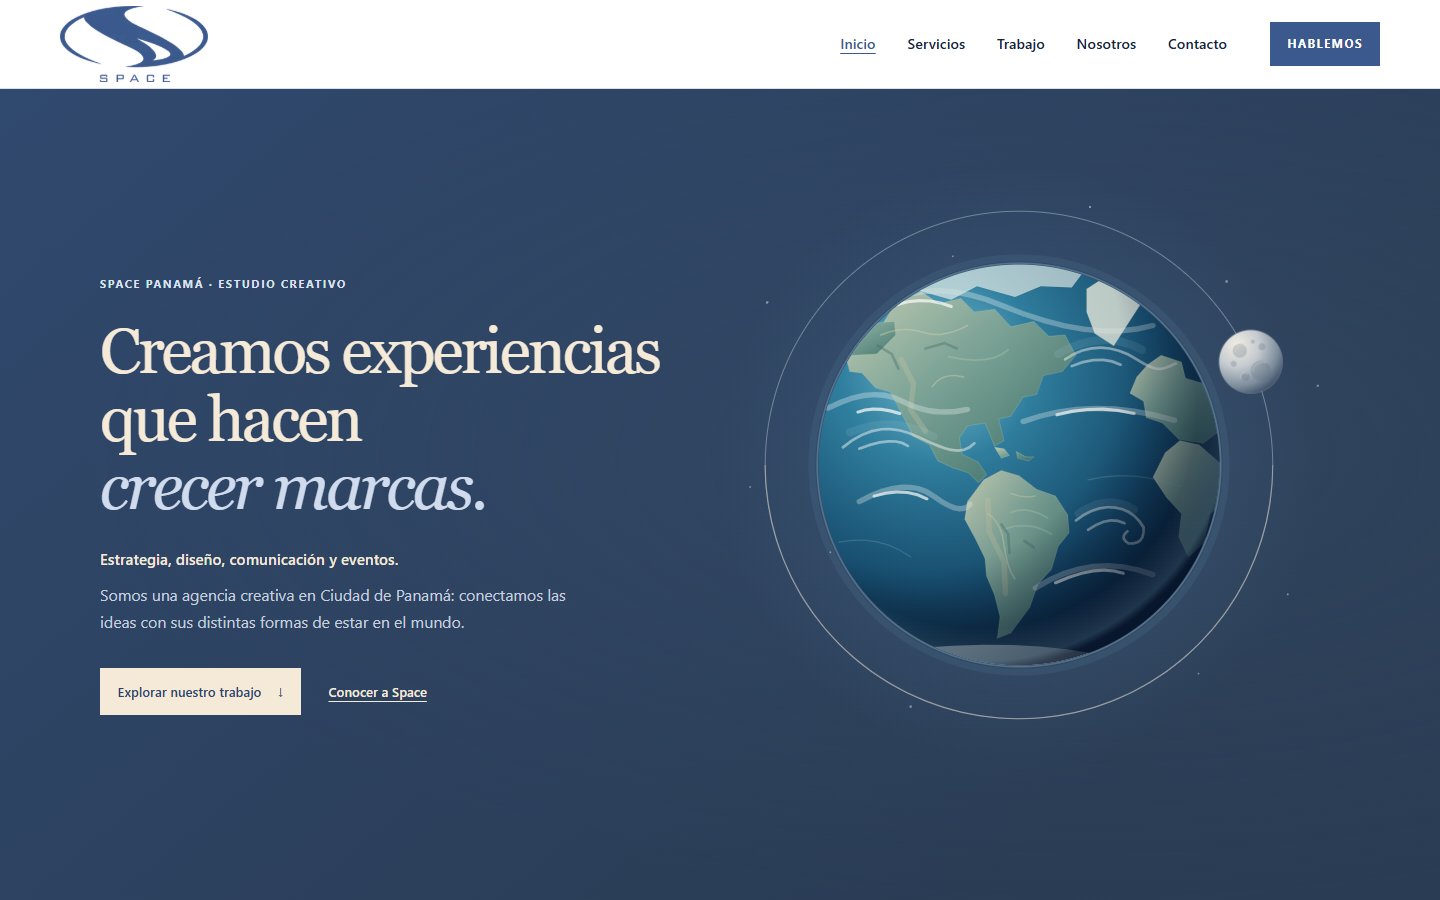 SPACE
Inicio
Servicios
Trabajo
Nosotros
Contacto
HABLEMOS
SPACE PANAMÁ · ESTUDIO CREATIVO
Creamos experiencias
que hacen
crecer marcas.
Estrategia, diseño, comunicación y eventos.
Somos una agencia creativa en Ciudad de Panamá: conectamos las
ideas con sus distintas formas de estar en el mundo.
Explorar nuestro trabajo ↓
Conocer a Space